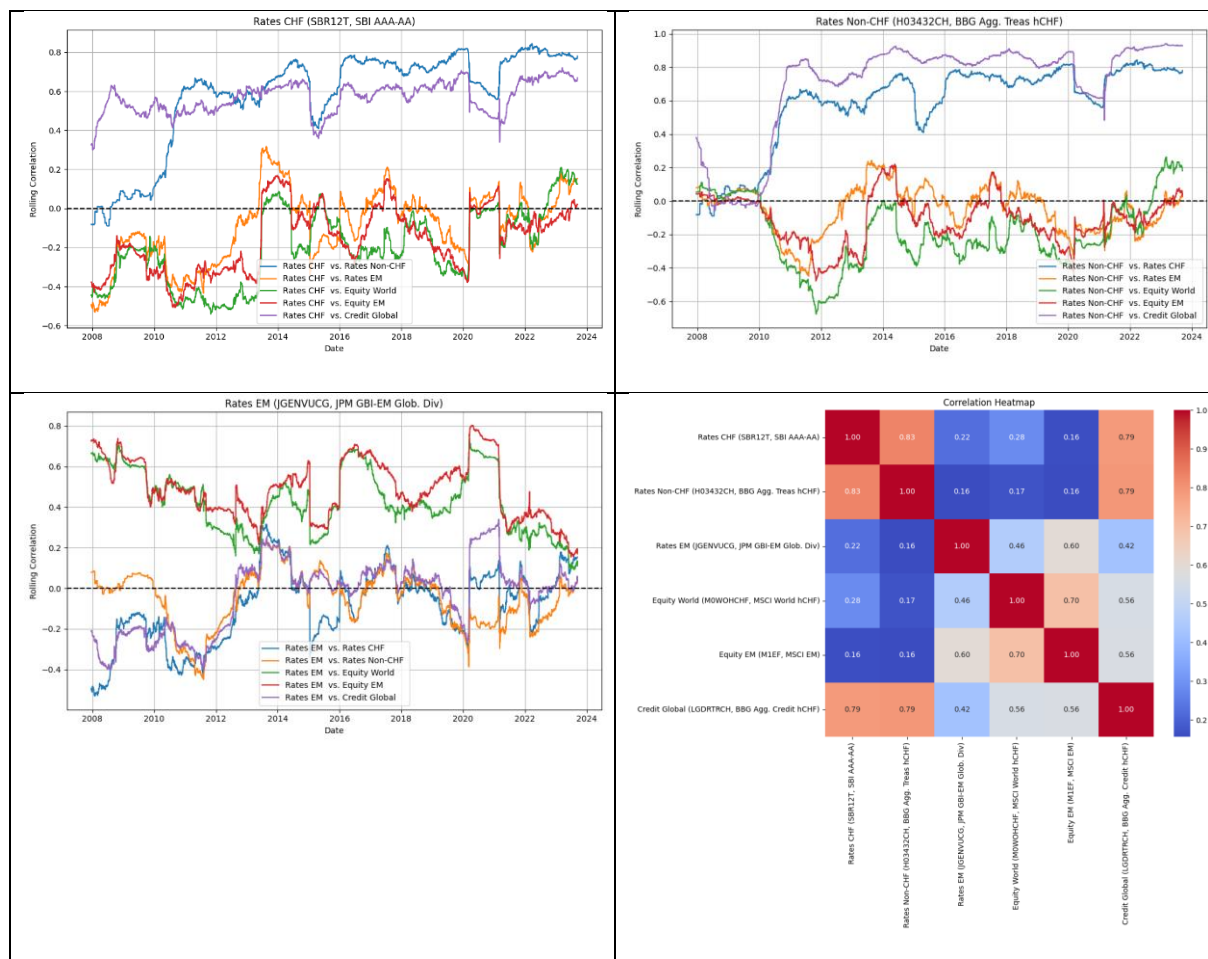 Rates CHF (SBR12T, SBI AAA-AA)
0.8
0.6
0.4
0.2
0.0
−0.2
−0.4
−0.6
Rolling Correlation
Rates CHF vs. Rates Non-CHF
Rates CHF vs. Rates EM
Rates CHF vs. Equity World
Rates CHF vs. Equity EM
Rates CHF vs. Credit Global
2008 2010 2012 2014 2016 2018 2020 2022 2024
Date
Rates Non-CHF (H03432CH, BBG Agg. Treas hCHF)
1.0
0.8
0.6
0.4
0.2
0.0
−0.2
−0.4
−0.6
Rolling Correlation
Rates Non-CHF vs. Rates CHF
Rates Non-CHF vs. Rates EM
Rates Non-CHF vs. Equity World
Rates Non-CHF vs. Equity EM
Rates Non-CHF vs. Credit Global
2008 2010 2012 2014 2016 2018 2020 2022 2024
Date
Rates EM (JGENVUCG, JPM GBI-EM Glob. Div)
0.8
0.6
0.4
0.2
0.0
−0.2
−0.4
Rolling Correlation
Rates EM vs. Rates CHF
Rates EM vs. Rates Non-CHF
Rates EM vs. Equity World
Rates EM vs. Equity EM
Rates EM vs. Credit Global
2008 2010 2012 2014 2016 2018 2020 2022 2024
Date
Correlation Heatmap
Rates CHF (SBR12T, SBI AAA-AA) 1.00 0.83 0.22 0.28 0.16 0.79
Rates Non-CHF (H03432CH, BBG Agg. Treas hCHF) 0.83 1.00 0.16 0.17 0.16 0.79
Rates EM (JGENVUCG, JPM GBI-EM Glob. Div) 0.22 0.16 1.00 0.46 0.60 0.42
Equity World (M0WOHCHF, MSCI World hCHF) 0.28 0.17 0.46 1.00 0.70 0.56
Equity EM (M1EF, MSCI EM) 0.16 0.16 0.60 0.70 1.00 0.56
Credit Global (LGDRTRCH, BBG Agg. Credit hCHF) 0.79 0.79 0.42 0.56 0.56 1.00
Rates CHF (SBR12T, SBI AAA-AA)
Rates Non-CHF (H03432CH, BBG Agg. Treas hCHF)
Rates EM (JGENVUCG, JPM GBI-EM Glob. Div)
Equity World (M0WOHCHF, MSCI World hCHF)
Equity EM (M1EF, MSCI EM)
Credit Global (LGDRTRCH, BBG Agg. Credit hCHF)
1.0
0.9
0.8
0.7
0.6
0.5
0.4
0.3
0.2